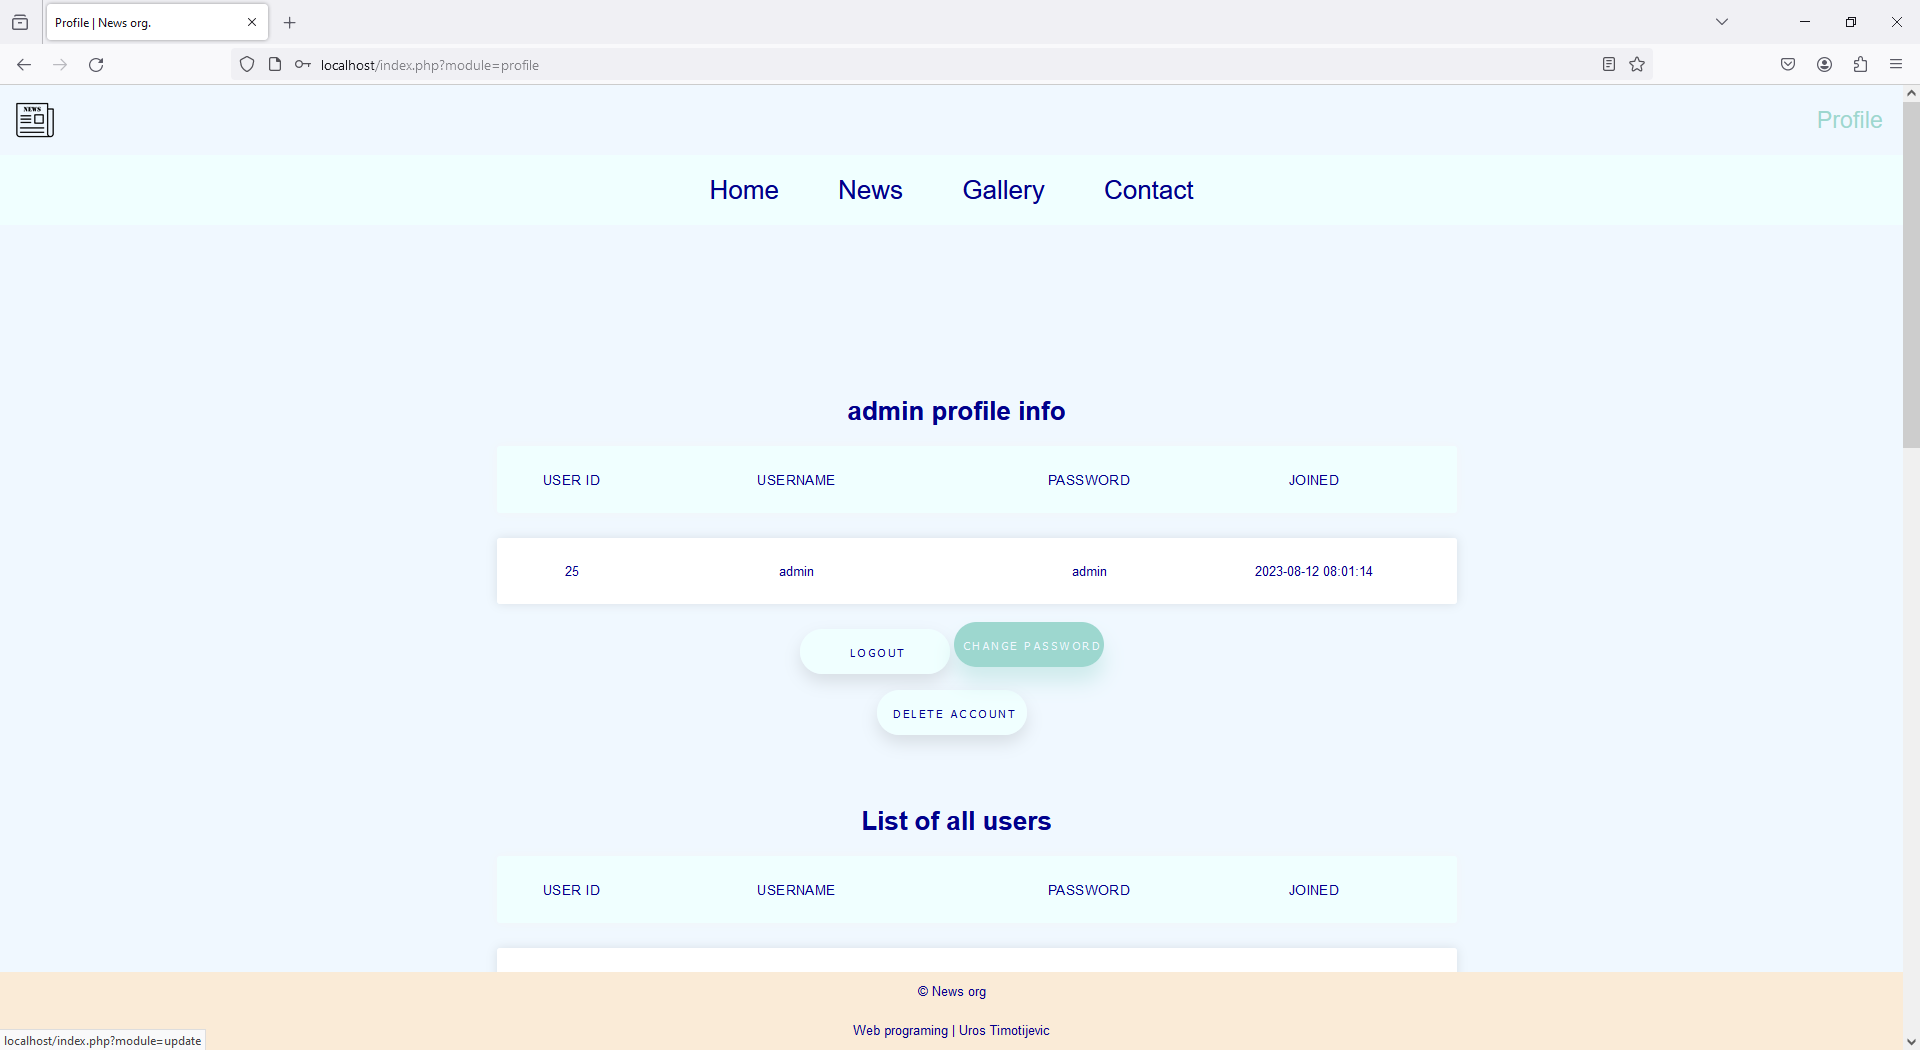 Profile | News org.
localhost/index.php?module=profile
NEWS
Profile
Home News Gallery Contact
admin profile info
USER ID USERNAME PASSWORD JOINED
25 admin admin 2023-08-12 08:01:14
LOGOUT CHANGE PASSWORD
DELETE ACCOUNT
List of all users
USER ID USERNAME PASSWORD JOINED
© News org
Web programing | Uros Timotijevic
localhost/index.php?module=update